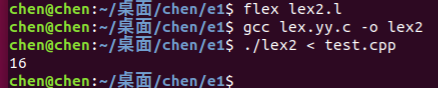 chen@chen:~/桌面/chen/e1$ flex lex2.l
chen@chen:~/桌面/chen/e1$ gcc lex.yy.c -o lex2
chen@chen:~/桌面/chen/e1$ ./lex2 < test.cpp
16
chen@chen:~/桌面/chen/e1$